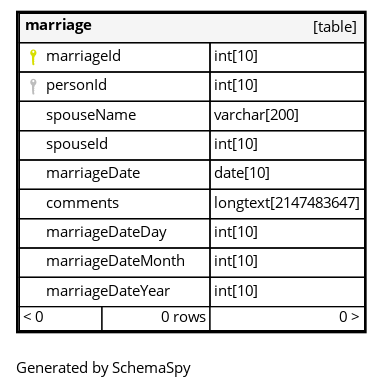 marriage [table]
marriageId int[10]
personId int[10]
spouseName varchar[200]
spouseId int[10]
marriageDate date[10]
comments longtext[2147483647]
marriageDateDay int[10]
marriageDateMonth int[10]
marriageDateYear int[10]
< 0 0 rows 0 >
Generated by SchemaSpy